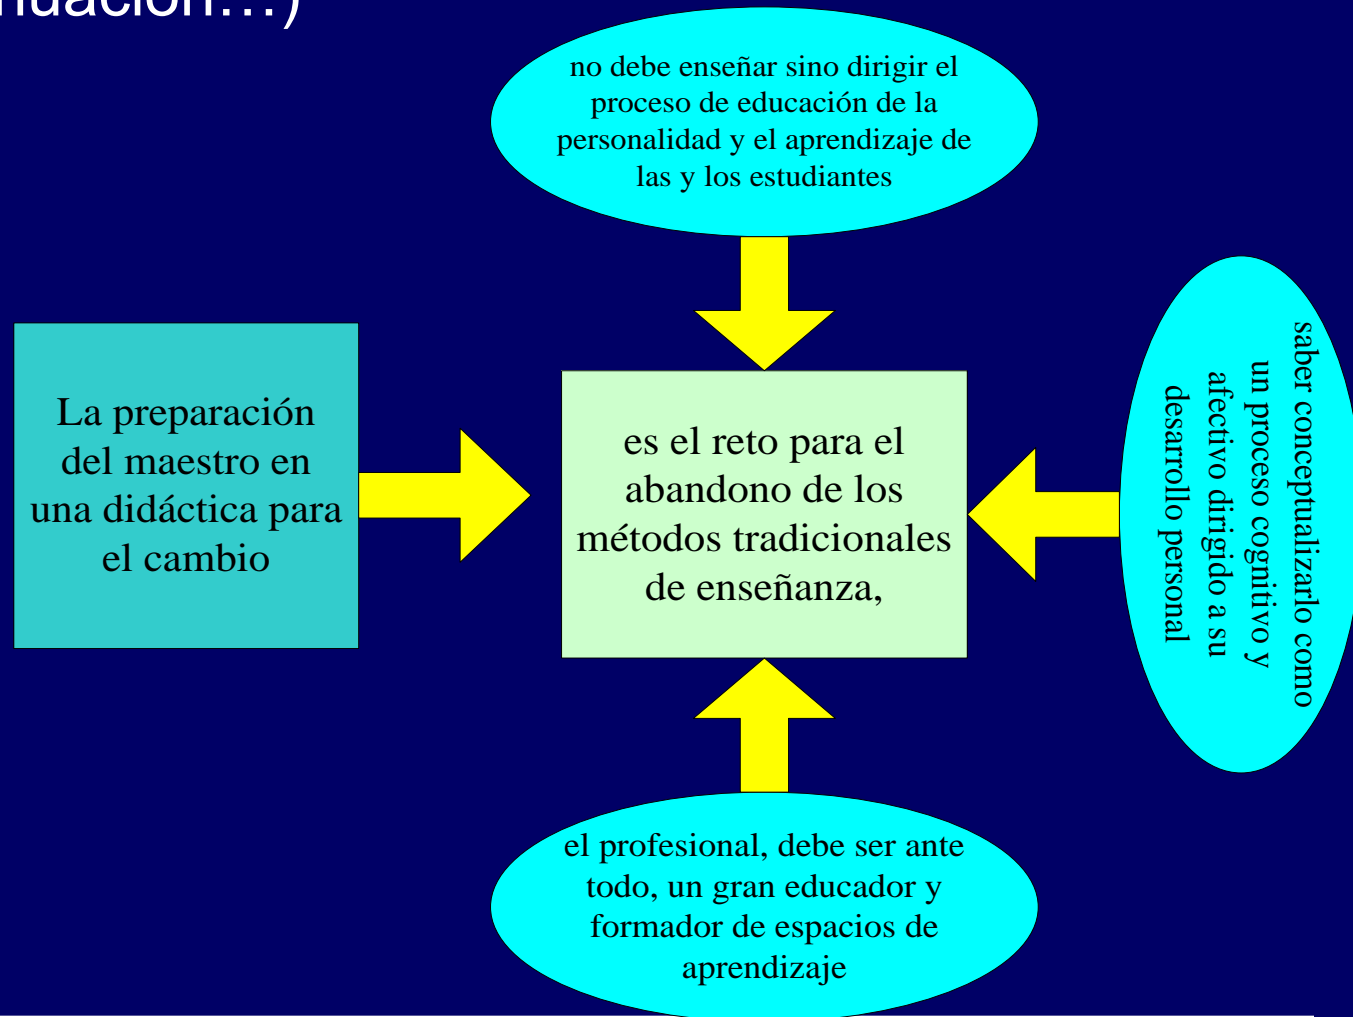 nuación...)
no debe enseñar sino dirigir el
proceso de educación de la
personalidad y el aprendizaje de
las y los estudiantes
La preparación
del maestro en
una didáctica para
el cambio
es el reto para el
abandono de los
métodos tradicionales
de enseñanza,
saber conceptualizarlo como
un proceso cognitivo y
afectivo dirigido a su
desarrollo personal
el profesional, debe ser ante
todo, un gran educador y
formador de espacios de
aprendizaje